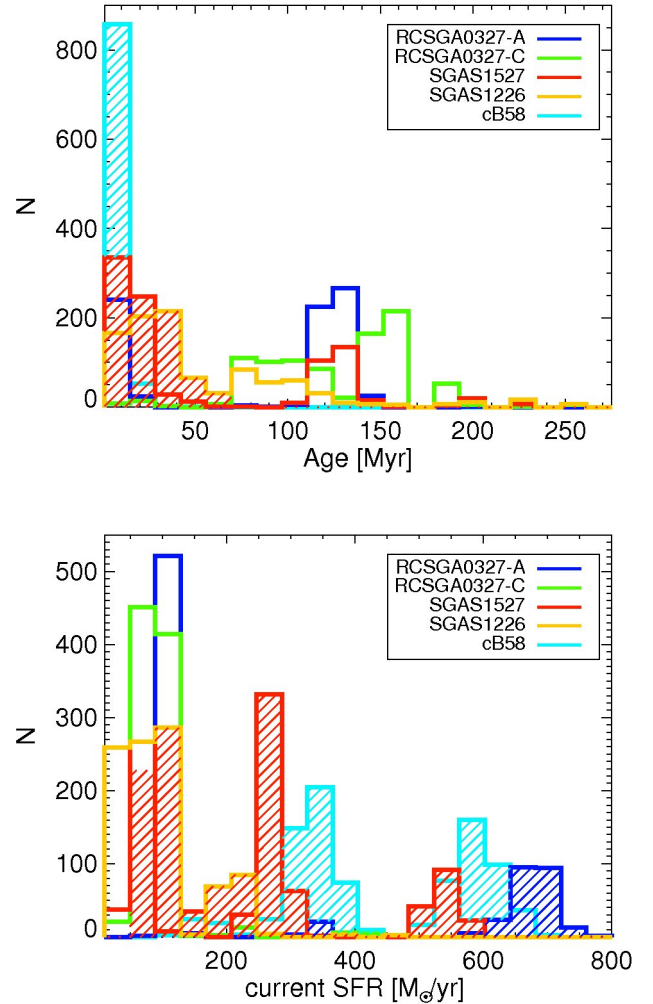 800
600
400
200
0
N
RCSGA0327-A
RCSGA0327-C
SGAS1527
SGAS1226
cB58
50 100 150 200 250
Age [Myr]
500
400
300
200
100
0
N
RCSGA0327-A
RCSGA0327-C
SGAS1527
SGAS1226
cB58
200 400 600 800
current SFR [M☉/yr]